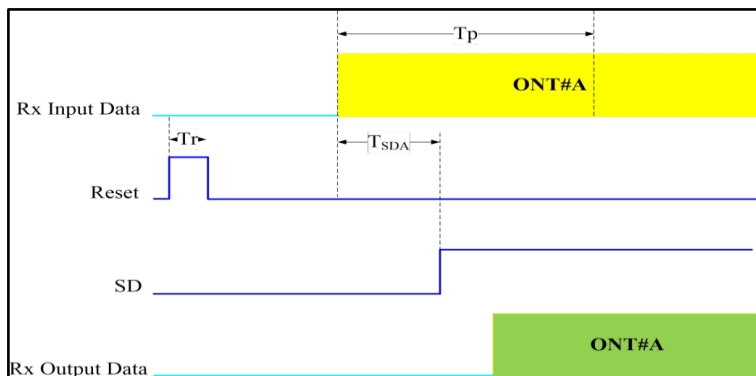 Tp
ONT#A
Rx Input Data
Tr
TSDA
Reset
SD
ONT#A
Rx Output Data